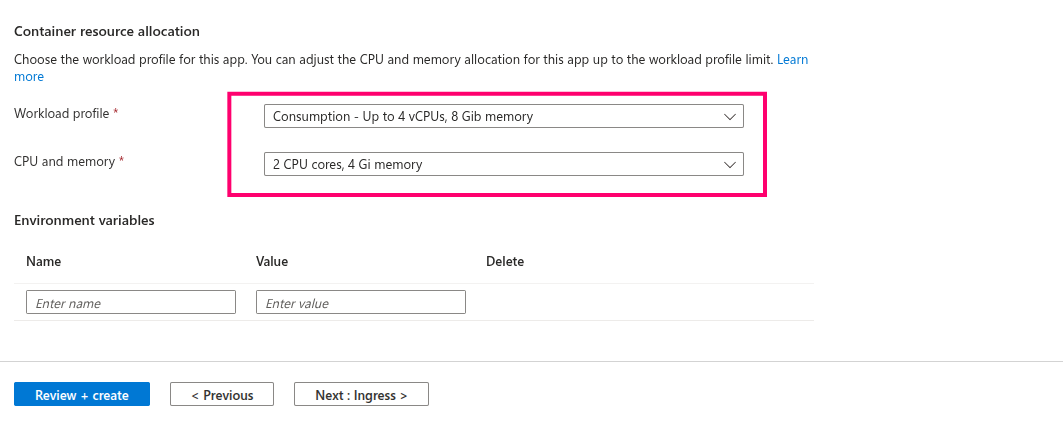 Container resource allocation
Choose the workload profile for this app. You can adjust the CPU and memory allocation for this app up to the workload profile limit. Learn
more
Workload profile *
Consumption - Up to 4 vCPUs, 8 Gib memory
CPU and memory *
2 CPU cores, 4 Gi memory
Environment variables
Name Value Delete
Enter name Enter value
Review + create < Previous Next : Ingress >